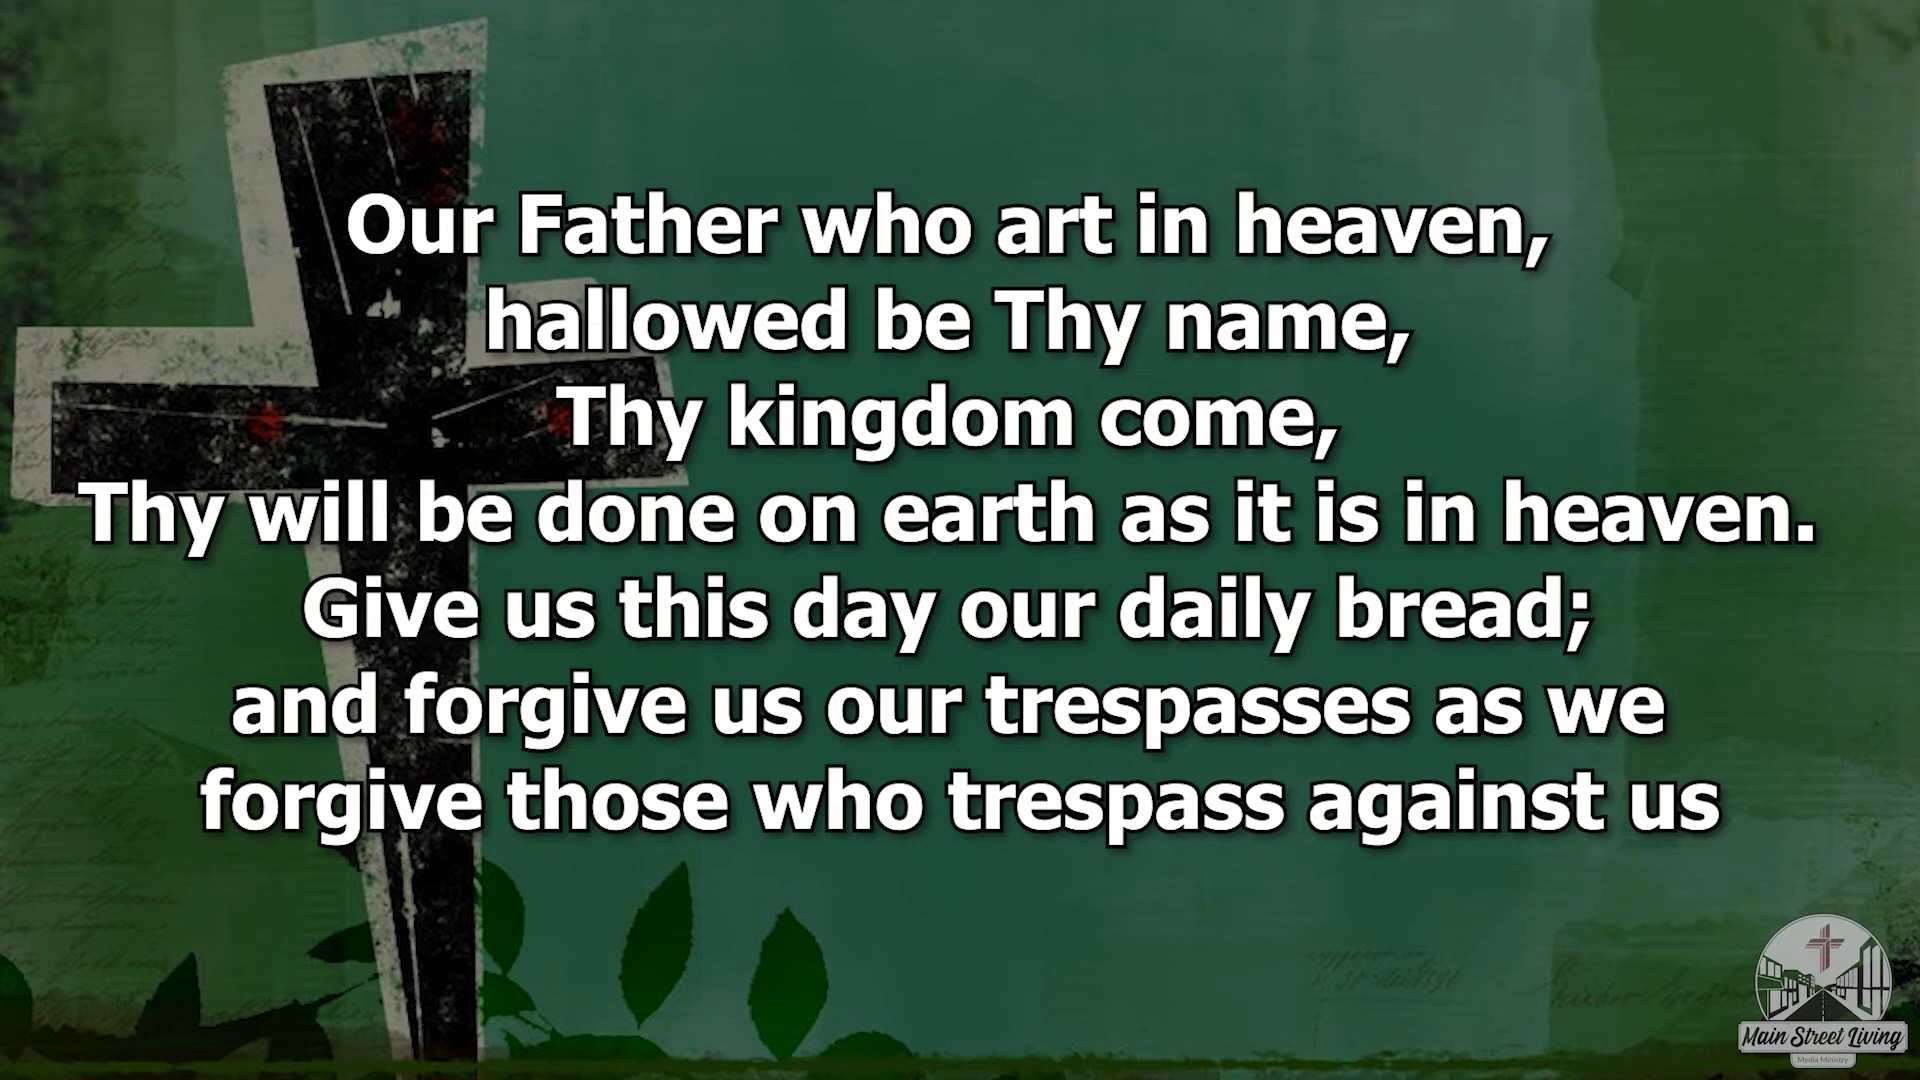 Our Father who art in heaven,
hallowed be Thy name,
Thy kingdom come,
Thy will be done on earth as it is in heaven.
Give us this day our daily bread;
and forgive us our trespasses as we
forgive those who trespass against us
Main Street Living
Media Ministry